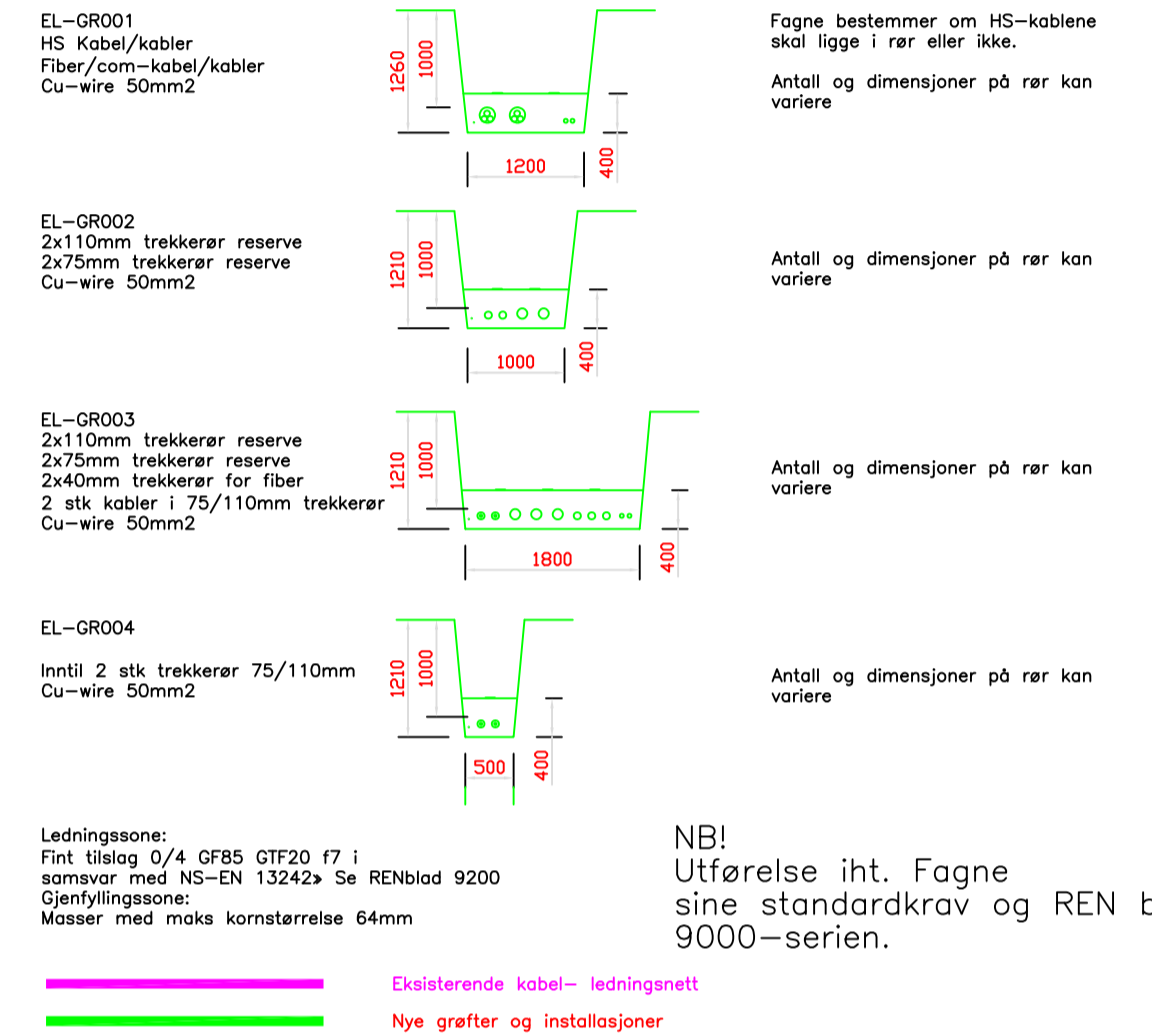 EL-GR001
HS Kabel/kabler
Fiber/com-kabel/kabler
Cu-wire 50mm2
1260
1000
1200
400
Fagne bestemmer om HS-kablene
skal ligge i rør eller ikke.
Antall og dimensjoner på rør kan
variere
EL-GR002
2x110mm trekkerør reserve
2x75mm trekkerør reserve
Cu-wire 50mm2
1210
1000
1000
400
Antall og dimensjoner på rør kan
variere
EL-GR003
2x110mm trekkerør reserve
2x75mm trekkerør reserve
2x40mm trekkerør for fiber
2 stk kabler i 75/110mm trekkerør
Cu-wire 50mm2
1210
1000
1800
400
Antall og dimensjoner på rør kan
variere
EL-GR004
Inntil 2 stk trekkerør 75/110mm
Cu-wire 50mm2
1210
1000
500
400
Antall og dimensjoner på rør kan
variere
Ledningssone:
Fint tilslag 0/4 GF85 GTF20 f7 i
samsvar med NS-EN 13242» Se RENblad 9200
Gjenfyllingssone:
Masser med maks kornstørrelse 64mm
NB!
Utførelse iht. Fagne
sine standardkrav og REN b
9000-serien.
Eksisterende kabel- ledningsnett
Nye grøfter og installasjoner